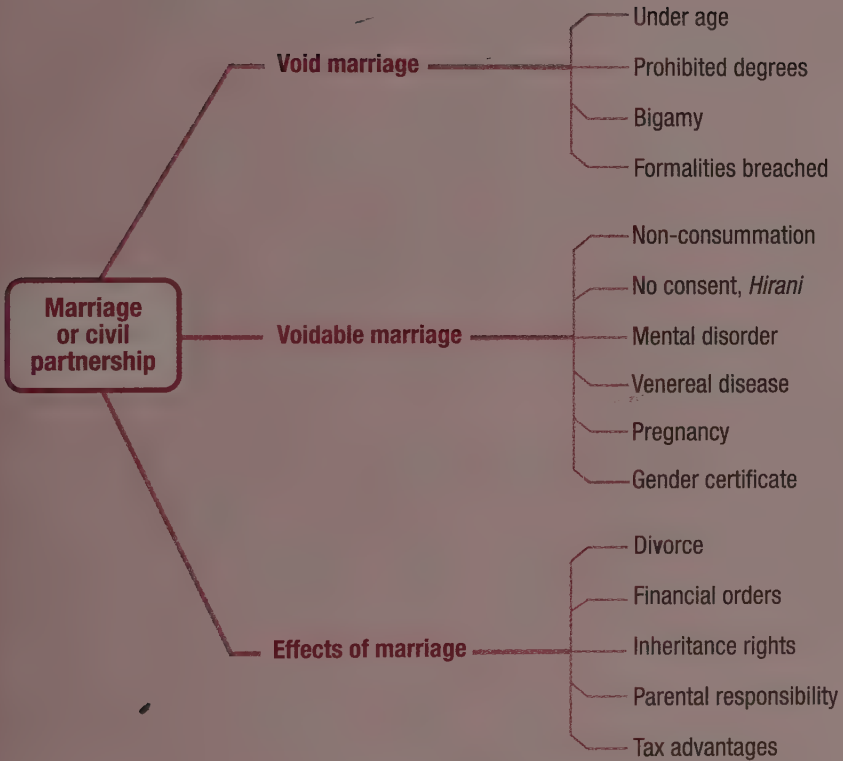 Marriage
or civil
partnership
Void marriage
Under age
Prohibited degrees
Bigamy
Formalities breached
Voidable marriage
Non-consummation
No consent, Hirani
Mental disorder
Venereal disease
Pregnancy
Gender certificate
Effects of marriage
Divorce
Financial orders
Inheritance rights
Parental responsibility
Tax advantages